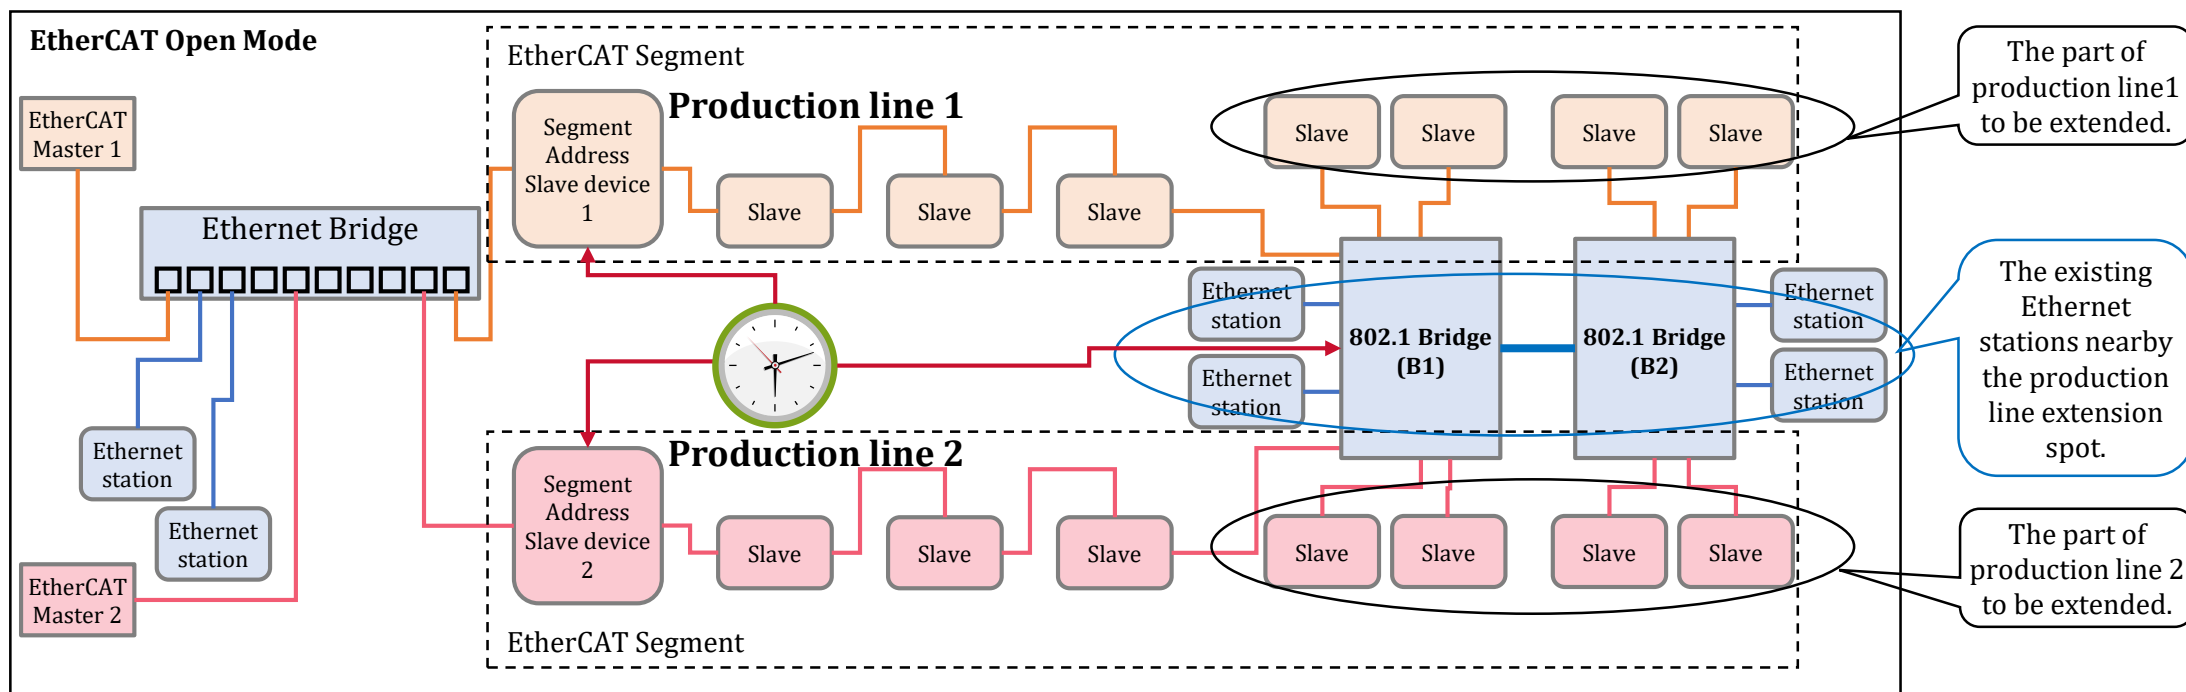 EtherCAT Open Mode
EtherCAT
Master 1
Ethernet Bridge
Ethernet
station
Ethernet
station
EtherCAT
Master 2
EtherCAT Segment
Production line 1
Segment
Address
Slave device
1
Slave
Slave
Slave
Slave
Slave
Slave
Slave
The part of
production line1
to be extended.
Ethernet
station
Ethernet
station
802.1 Bridge
(B1)
802.1 Bridge
(B2)
Ethernet
station
Ethernet
station
The existing
Ethernet
stations nearby
the production
line extension
spot.
Production line 2
Segment
Address
Slave device
2
Slave
Slave
Slave
Slave
Slave
Slave
Slave
EtherCAT Segment
The part of
production line 2
to be extended.